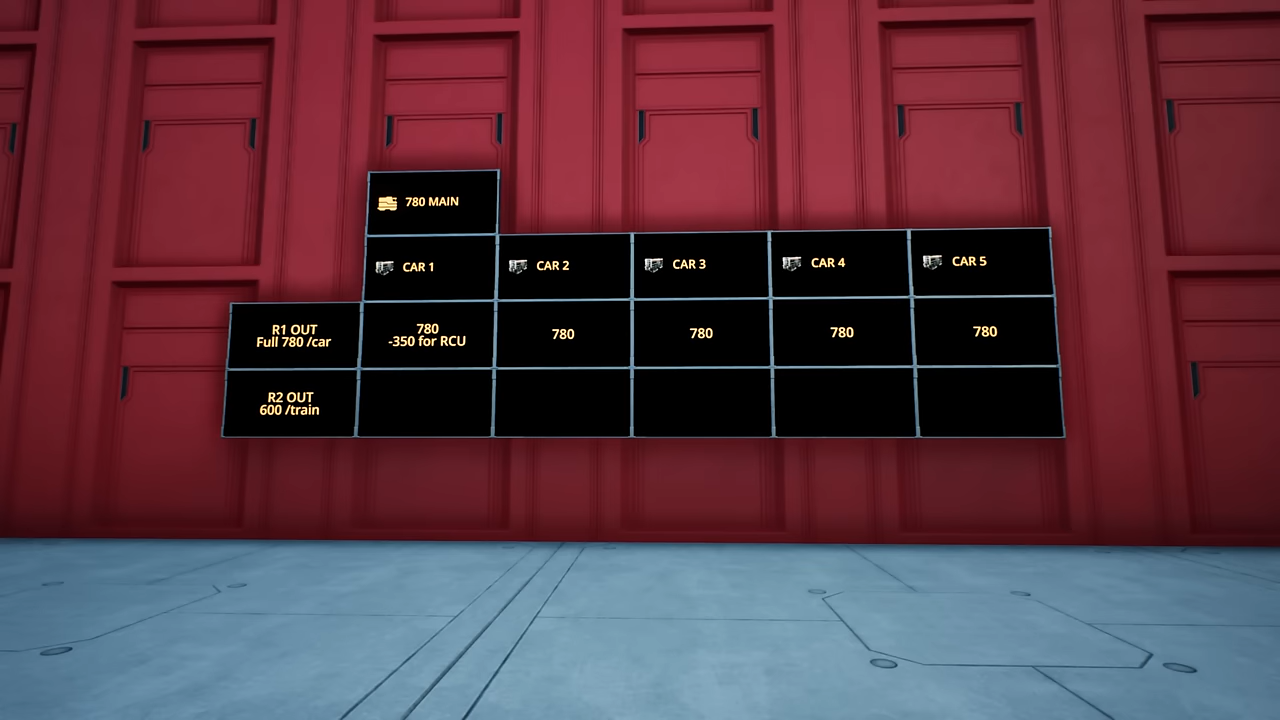 780 MAIN
CAR 1
CAR 2
CAR 3
CAR 4
CAR 5
R1 OUT
Full 780 /car
780
-350 for RCU
780
780
780
780
R2 OUT
600 /train